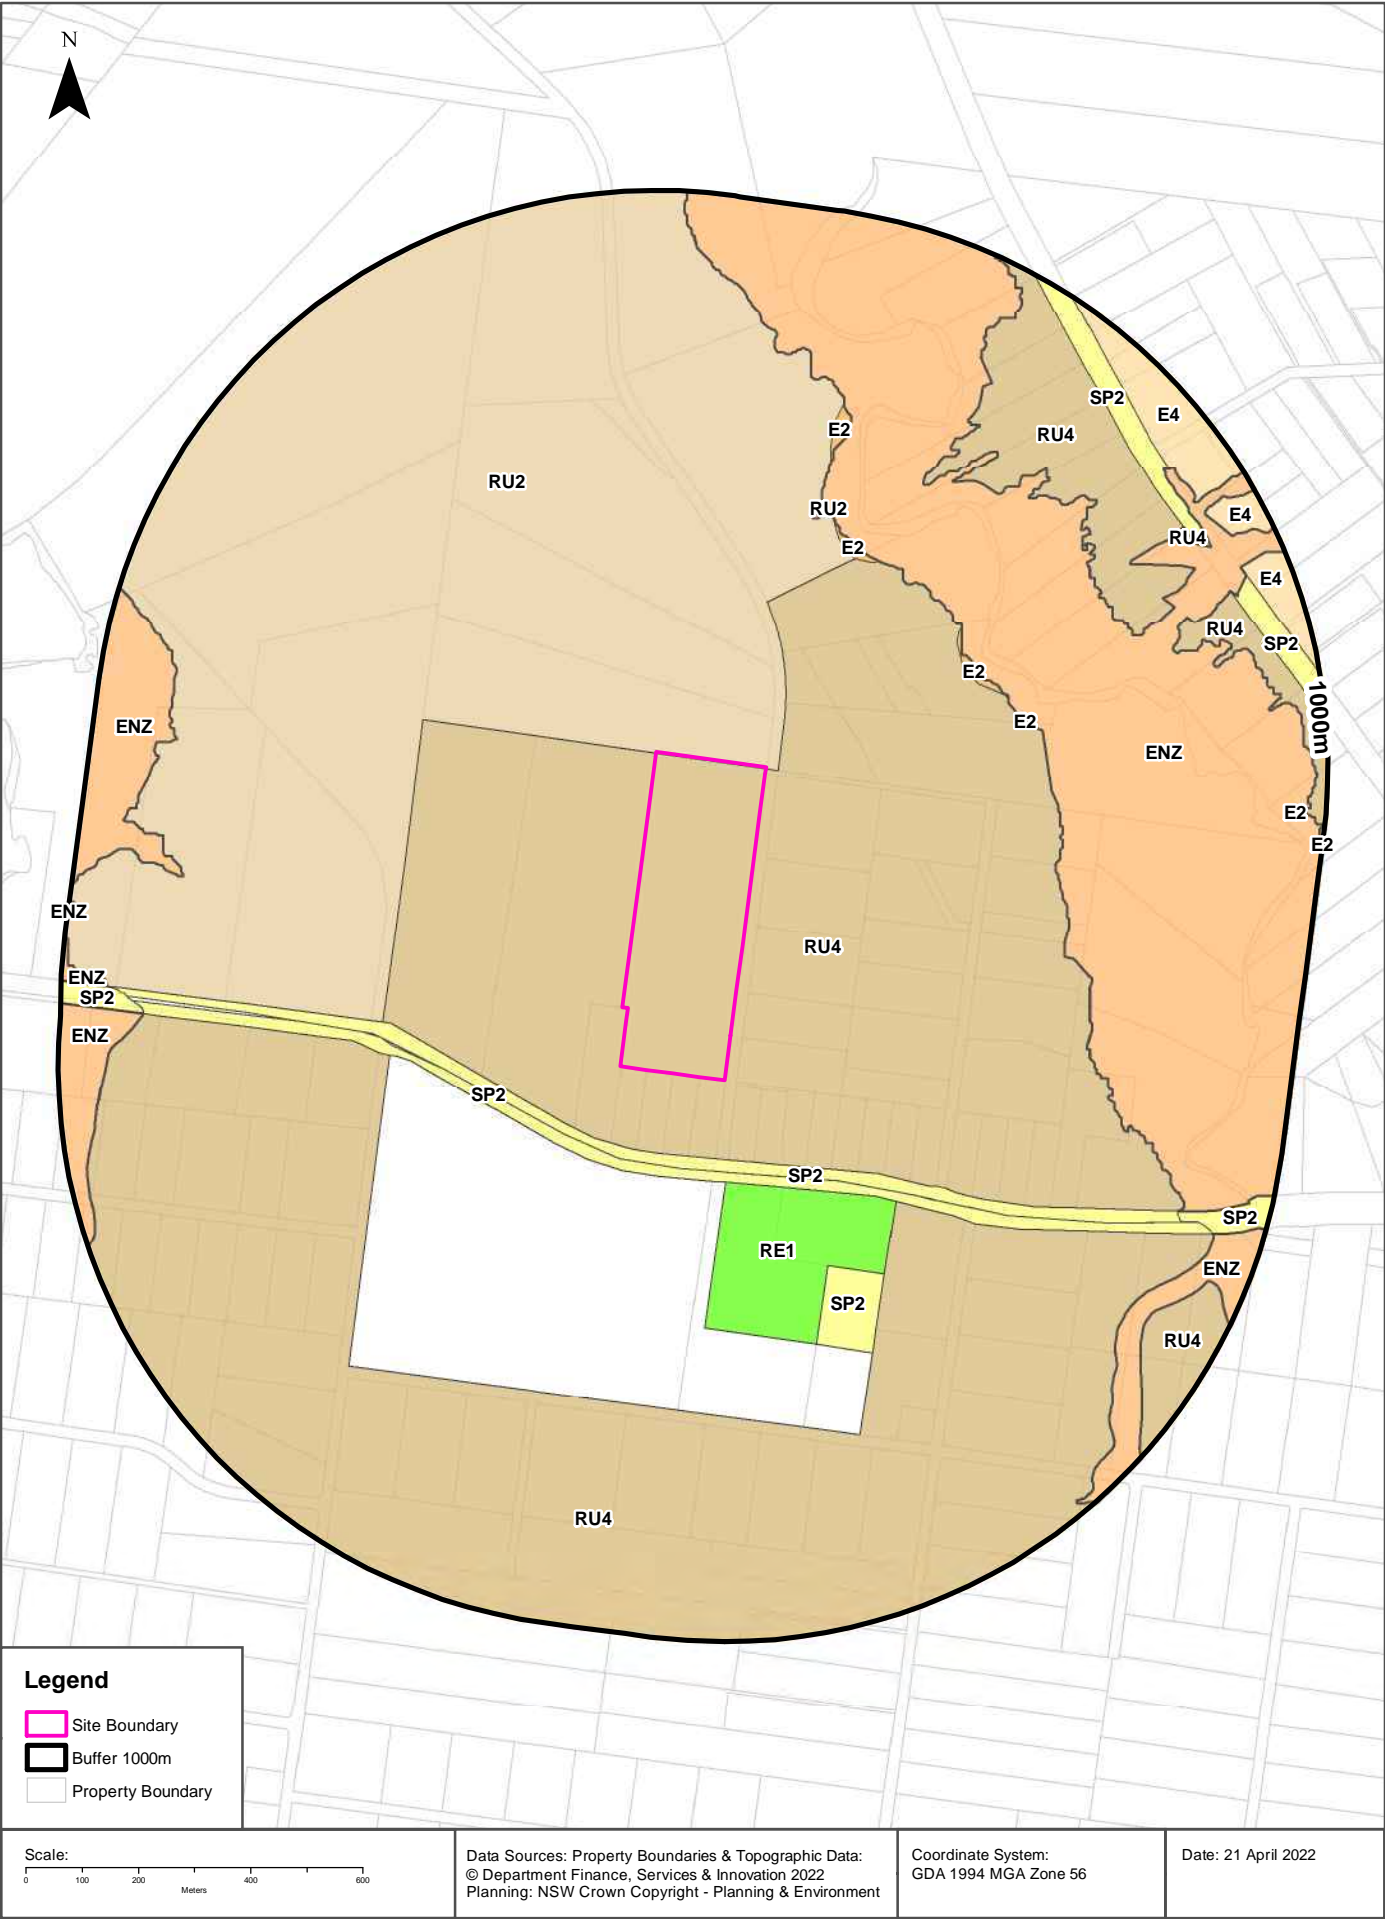 N
SP2
E4
RU4
E2
RU2
RU2
E4
RU4
E2
E4
RU4
SP2
E2
1000m
E2
ENZ
ENZ
E2
E2
ENZ
RU4
ENZ
SP2
ENZ
SP2
SP2
SP2
RE1
ENZ
SP2
RU4
RU4
Legend
Site Boundary
Buffer 1000m
Property Boundary
Scale:
0 100 200 400 600
Meters
Data Sources: Property Boundaries & Topographic Data:
© Department Finance, Services & Innovation 2022
Planning: NSW Crown Copyright - Planning & Environment
Coordinate System:
GDA 1994 MGA Zone 56
Date: 21 April 2022